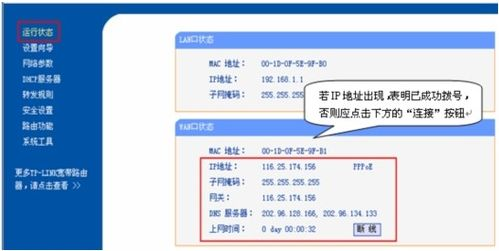 运行状态
设置向导
网络参数
DHCP服务器
转发规则
安全设置
路由功能
系统工具
更多TP-LINK宽带路由
器，请点击查看 >>
LAN口状态
MAC 地址： 00-1D-0F-5E-9F-B0
IP地址： 192.168.1.1
子网掩码： 255.255.255.
若IP地址出现，表明已成功拨号，
否则应点击下方的“连接”按钮
WAN口状态
MAC 地址： 00-1D-0F-5E-9F-B1
IP地址： 116.25.174.156 PPPoE
子网掩码： 255.255.255.255
网关： 116.25.174.156
DNS 服务器： 202.96.128.166, 202.96.134.133
上网时间： 0 day 00:00:32 断 线